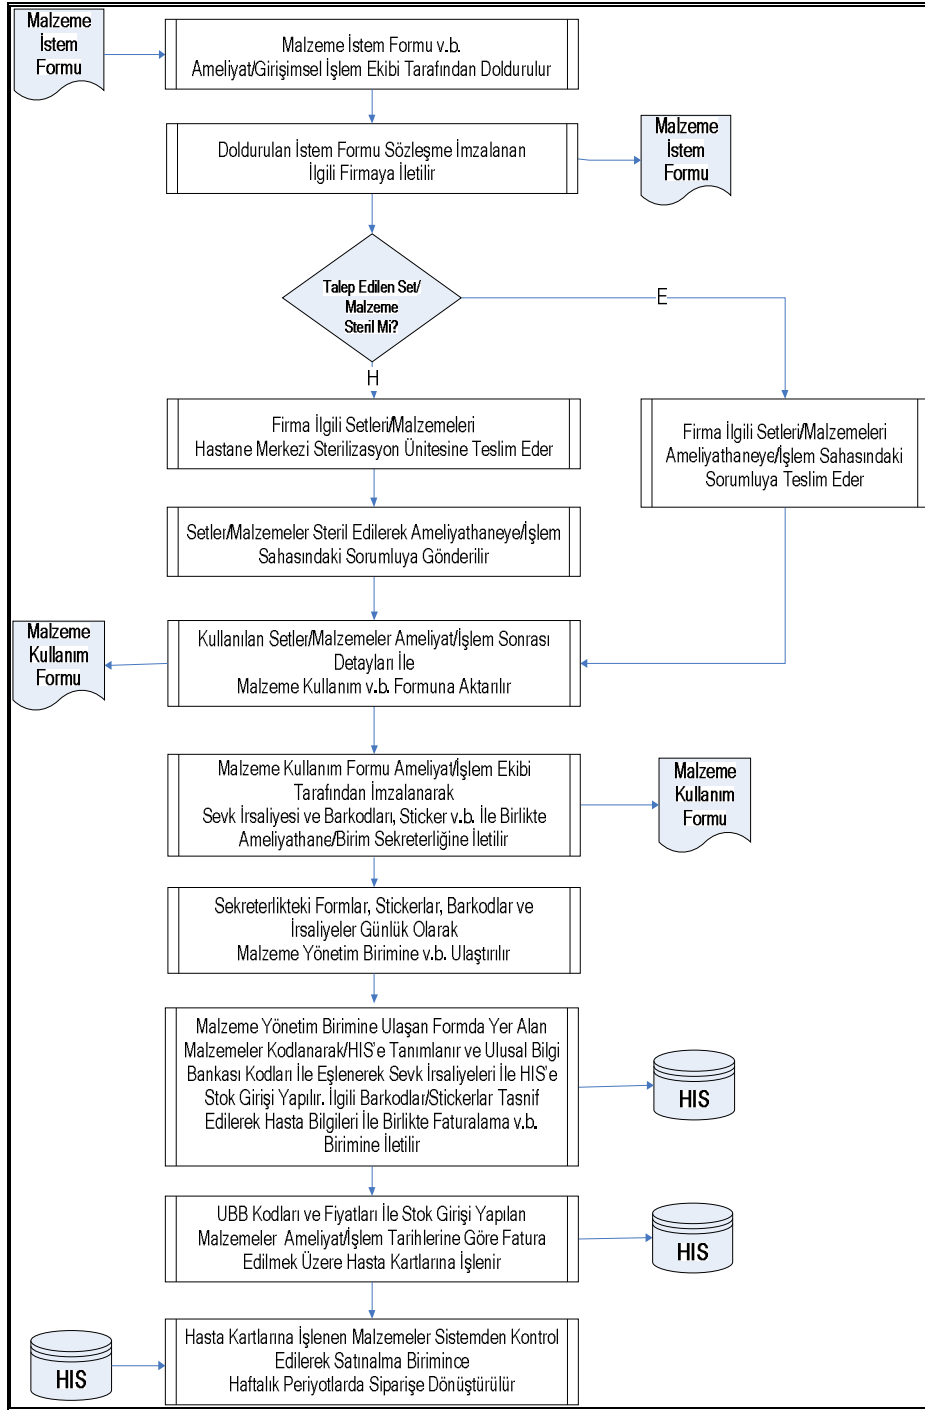 Malzeme
İstem
Formu
Malzeme İstem Formu v.b.
Ameliyat/Girişimsel İşlem Ekibi Tarafından Doldurulur
Doldurulan İstem Formu Sözleşme İmzalanan
İlgili Firmaya İletilir
Malzeme
İstem
Formu
Talep Edilen Set/
Malzeme
Steril Mi?
E
H
Firma İlgili Setleri/Malzemeleri
Hastane Merkezi Sterilizasyon Ünitesine Teslim Eder
Firma İlgili Setleri/Malzemeleri
Ameliyathaneye/İşlem Sahasındaki
Sorumluya Teslim Eder
Setler/Malzemeler Steril Edilerek Ameliyathaneye/İşlem
Sahasındaki Sorumluya Gönderilir
Malzeme
Kullanım
Formu
Kullanılan Setler/Malzemeler Ameliyat/İşlem Sonrası
Detayları İle
Malzeme Kullanım v.b. Formuna Aktarılır
Malzeme Kullanım Formu Ameliyat/İşlem Ekibi
Tarafından İmzalanarak
Sevk İrsaliyesi ve Barkodları, Sticker v.b. İle Birlikte
Ameliyathane/Birim Sekreterliğine İletilir
Malzeme
Kullanım
Formu
Sekreterlikteki Formlar, Stickerlar, Barkodlar ve
İrsaliyeler Günlük Olarak
Malzeme Yönetim Birimine v.b. Ulaştırılır
Malzeme Yönetim Birimine Ulaşan Formda Yer Alan
Malzemeler Kodlanarak/HIS'e Tanımlanır ve Ulusal Bilgi
Bankası Kodları İle Eşlenerek Sevk İrsaliyeleri İle HIS'e
Stok Girişi Yapılır. İlgili Barkodlar/Stickerlar Tasnif
Edilerek Hasta Bilgileri İle Birlikte Faturalama v.b.
Birimine İletilir
HIS
UBB Kodları ve Fiyatları İle Stok Girişi Yapılan
Malzemeler Ameliyat/İşlem Tarihlerine Göre Fatura
Edilmek Üzere Hasta Kartlarına İşlenir
HIS
HIS
Hasta Kartlarına İşlenen Malzemeler Sistemden Kontrol
Edilerek Satınalma Birimince
Haftalık Periyotlarda Siparişe Dönüştürülür